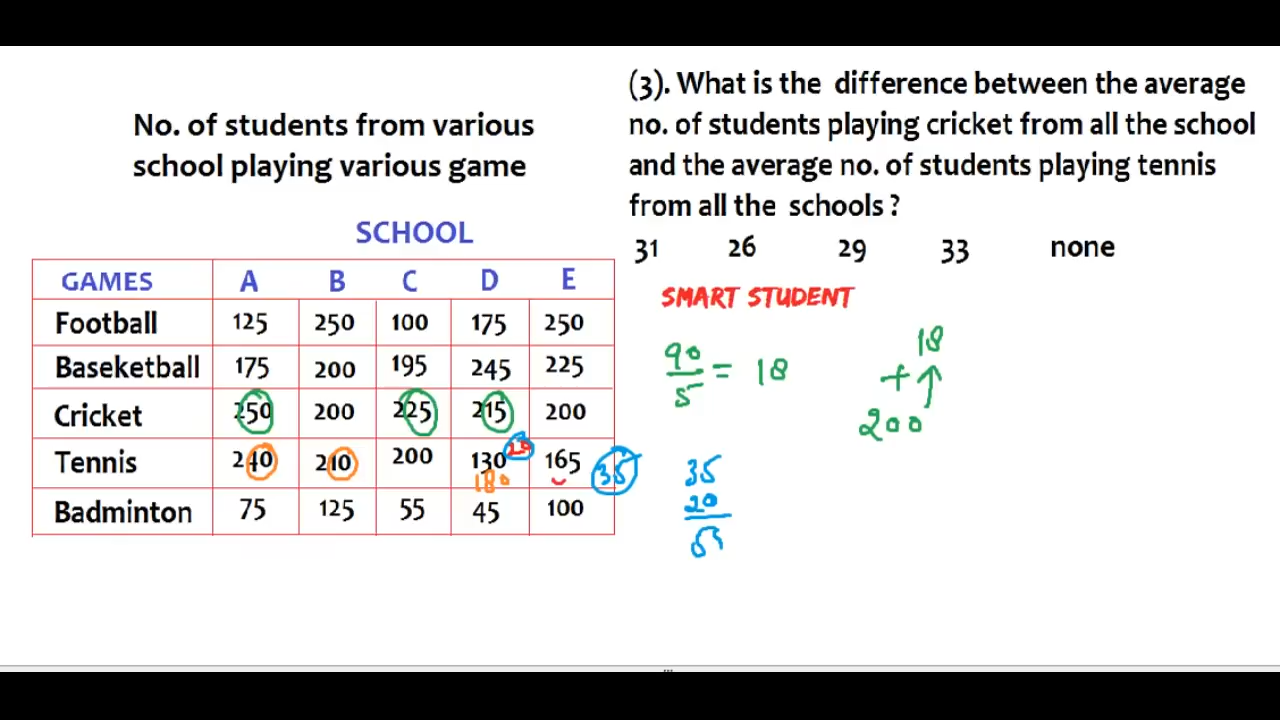 No. of students from various
school playing various game
SCHOOL
GAMES A B C D E
Football 125 250 100 175 250
Baseketball 175 200 195 245 225
Cricket 250 200 225 215 200
Tennis 240 210 200 130 20 165 35
180
Badminton 75 125 55 45 100
(3). What is the difference between the average
no. of students playing cricket from all the school
and the average no. of students playing tennis
from all the schools ?
31 26 29 33 none
SMART STUDENT
90/5 = 18
18
+
200
35
20